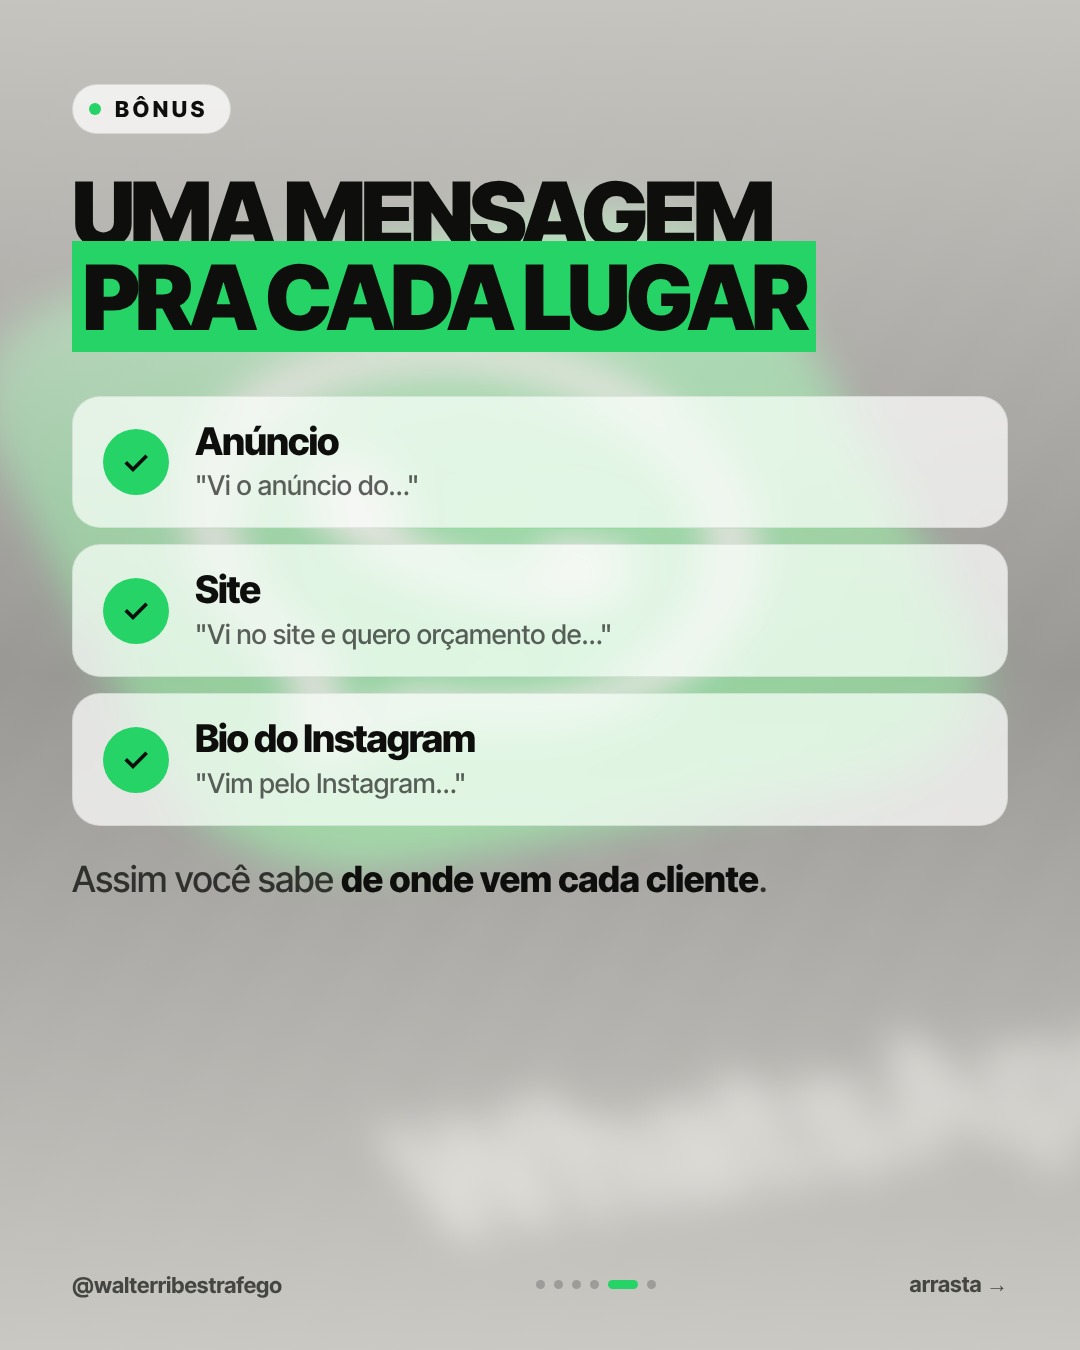 BÔNUS
UMA MENSAGEM
PRA CADA LUGAR
Anúncio
"Vi o anúncio do..."
Site
"Vi no site e quero orçamento de..."
Bio do Instagram
"Vim pelo Instagram..."
Assim você sabe de onde vem cada cliente.
@walterribestrafego
arrasta →